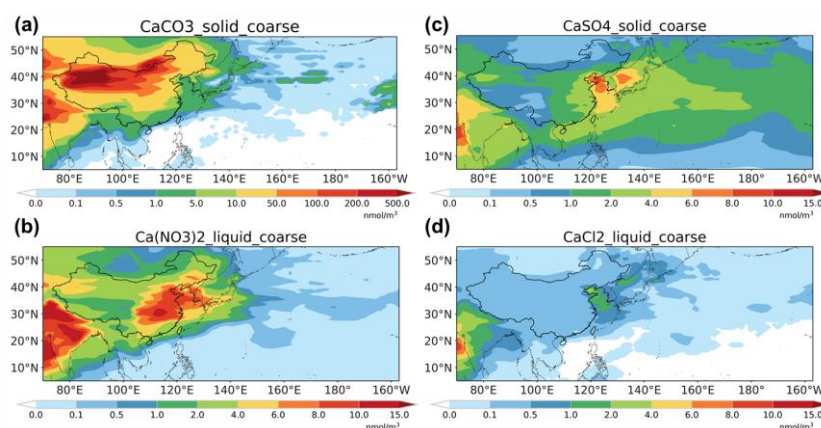 (a) CaCO3_solid_coarse
50°N
40°N
30°N
20°N
10°N
80°E 100°E 120°E 140°E 160°E 180° 160°W
0.0 0.1 0.5 1.0 5.0 10.0 50.0 100.0 200.0 500.0
nmol/m³
(c) CaSO4_solid_coarse
50°N
40°N
30°N
20°N
10°N
80°E 100°E 120°E 140°E 160°E 180° 160°W
0.0 0.1 0.5 1.0 2.0 4.0 6.0 8.0 10.0 15.0
nmol/m³
(b) Ca(NO3)2_liquid_coarse
50°N
40°N
30°N
20°N
10°N
80°E 100°E 120°E 140°E 160°E 180° 160°W
0.0 0.1 0.5 1.0 2.0 4.0 6.0 8.0 10.0 15.0
nmol/m³
(d) CaCl2_liquid_coarse
50°N
40°N
30°N
20°N
10°N
80°E 100°E 120°E 140°E 160°E 180° 160°W
0.0 0.1 0.5 1.0 2.0 4.0 6.0 8.0 10.0 15.0
nmol/m³